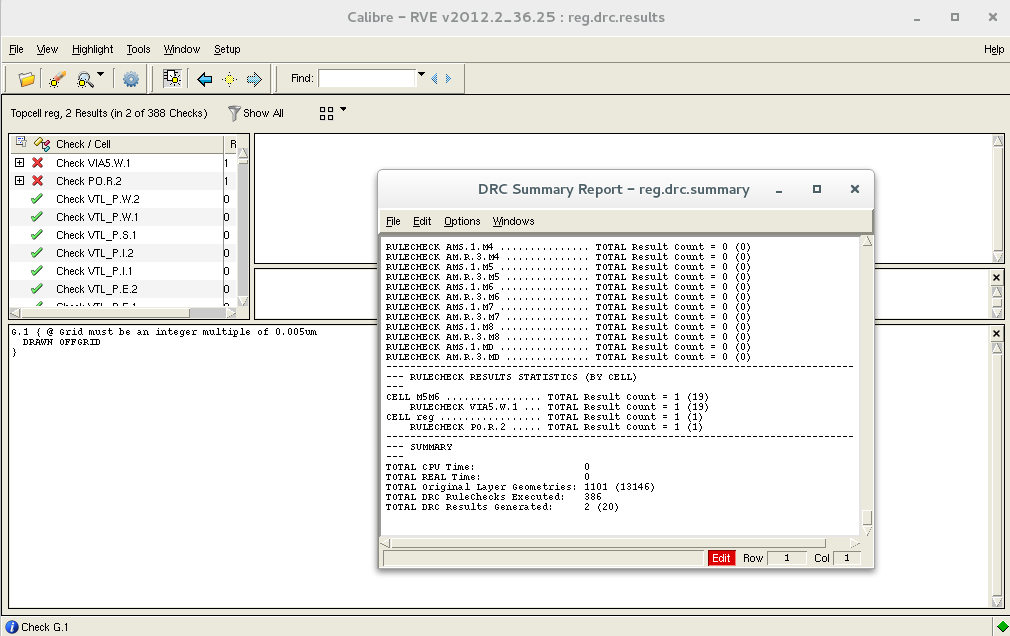 Calibre - RVE v2012.2_36.25 : reg.drc.results
File View Highlight Tools Window Setup Help
Find:
Topcell reg, 2 Results (in 2 of 388 Checks) Show All
Check / Cell R
Check VIA5.W.1 1
Check PO.R.2 1
Check VTL_P.W.2 0
Check VTL_P.W.1 0
Check VTL_P.S.1 0
Check VTL_P.I.2 0
Check VTL_P.I.1 0
Check VTL_P.E.2 0
G.1 { @ Grid must be an integer multiple of 0.005um
DRAWN OFFGRID
}
DRC Summary Report - reg.drc.summary
File Edit Options Windows
RULECHECK AMS.1.M4 ............... TOTAL Result Count = 0 (0)
RULECHECK AM.R.3.M4 .............. TOTAL Result Count = 0 (0)
RULECHECK AMS.1.M5 ............... TOTAL Result Count = 0 (0)
RULECHECK AM.R.3.M5 .............. TOTAL Result Count = 0 (0)
RULECHECK AMS.1.M6 ............... TOTAL Result Count = 0 (0)
RULECHECK AM.R.3.M6 .............. TOTAL Result Count = 0 (0)
RULECHECK AMS.1.M7 ............... TOTAL Result Count = 0 (0)
RULECHECK AM.R.3.M7 .............. TOTAL Result Count = 0 (0)
RULECHECK AMS.1.M8 ............... TOTAL Result Count = 0 (0)
RULECHECK AM.R.3.M8 .............. TOTAL Result Count = 0 (0)
RULECHECK AMS.1.MD ............... TOTAL Result Count = 0 (0)
RULECHECK AM.R.3.MD .............. TOTAL Result Count = 0 (0)
----------------------------------------------------------------------------------
--- RULECHECK RESULTS STATISTICS (BY CELL)
---
CELL M5M6 ................ TOTAL Result Count = 1 (19)
RULECHECK VIA5.W.1 ... TOTAL Result Count = 1 (19)
CELL reg ................. TOTAL Result Count = 1 (1)
RULECHECK PO.R.2 ..... TOTAL Result Count = 1 (1)
----------------------------------------------------------------------------------
--- SUMMARY
---
TOTAL CPU Time: 0
TOTAL REAL Time: 0
TOTAL Original Layer Geometries: 1101 (13146)
TOTAL DRC RuleChecks Executed: 386
TOTAL DRC Results Generated: 2 (20)
Edit Row 1 Col 1
Check G.1